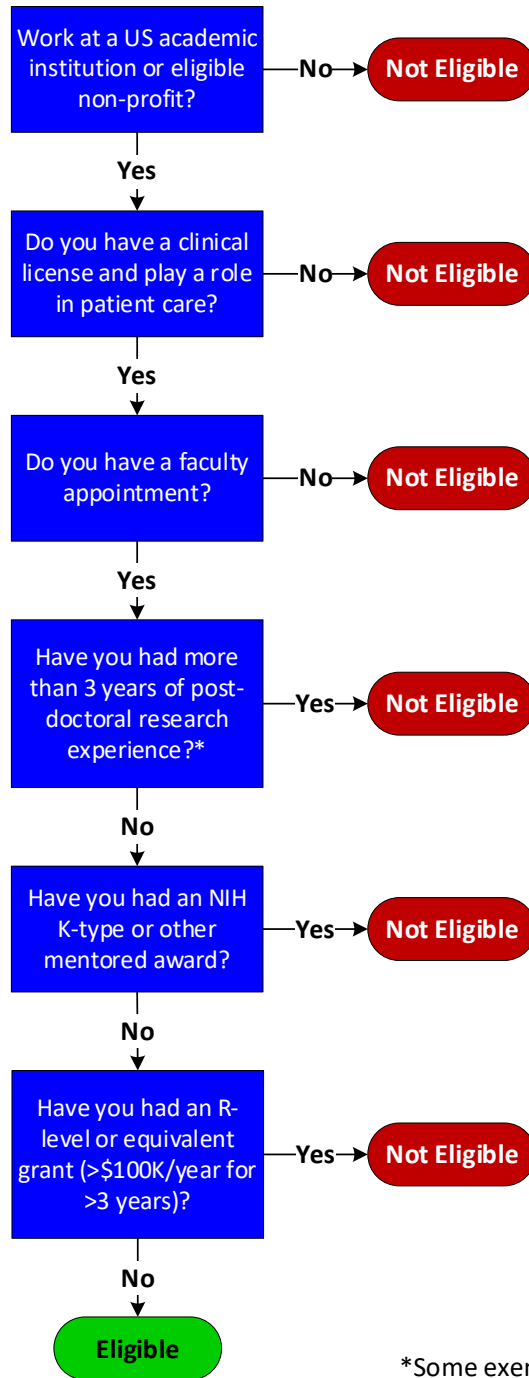 Work at a US academic
institution or eligible
non-profit?
No
Not Eligible
Yes
Do you have a clinical
license and play a role
in patient care?
No
Not Eligible
Yes
Do you have a faculty
appointment?
No
Not Eligible
Yes
Have you had more
than 3 years of post-
doctoral research
experience?*
Yes
Not Eligible
No
Have you had an NIH
K-type or other
mentored award?
Yes
Not Eligible
No
Have you had an R-
level or equivalent
grant (>$100K/year for
>3 years)?
Yes
Not Eligible
No
Eligible
*Some